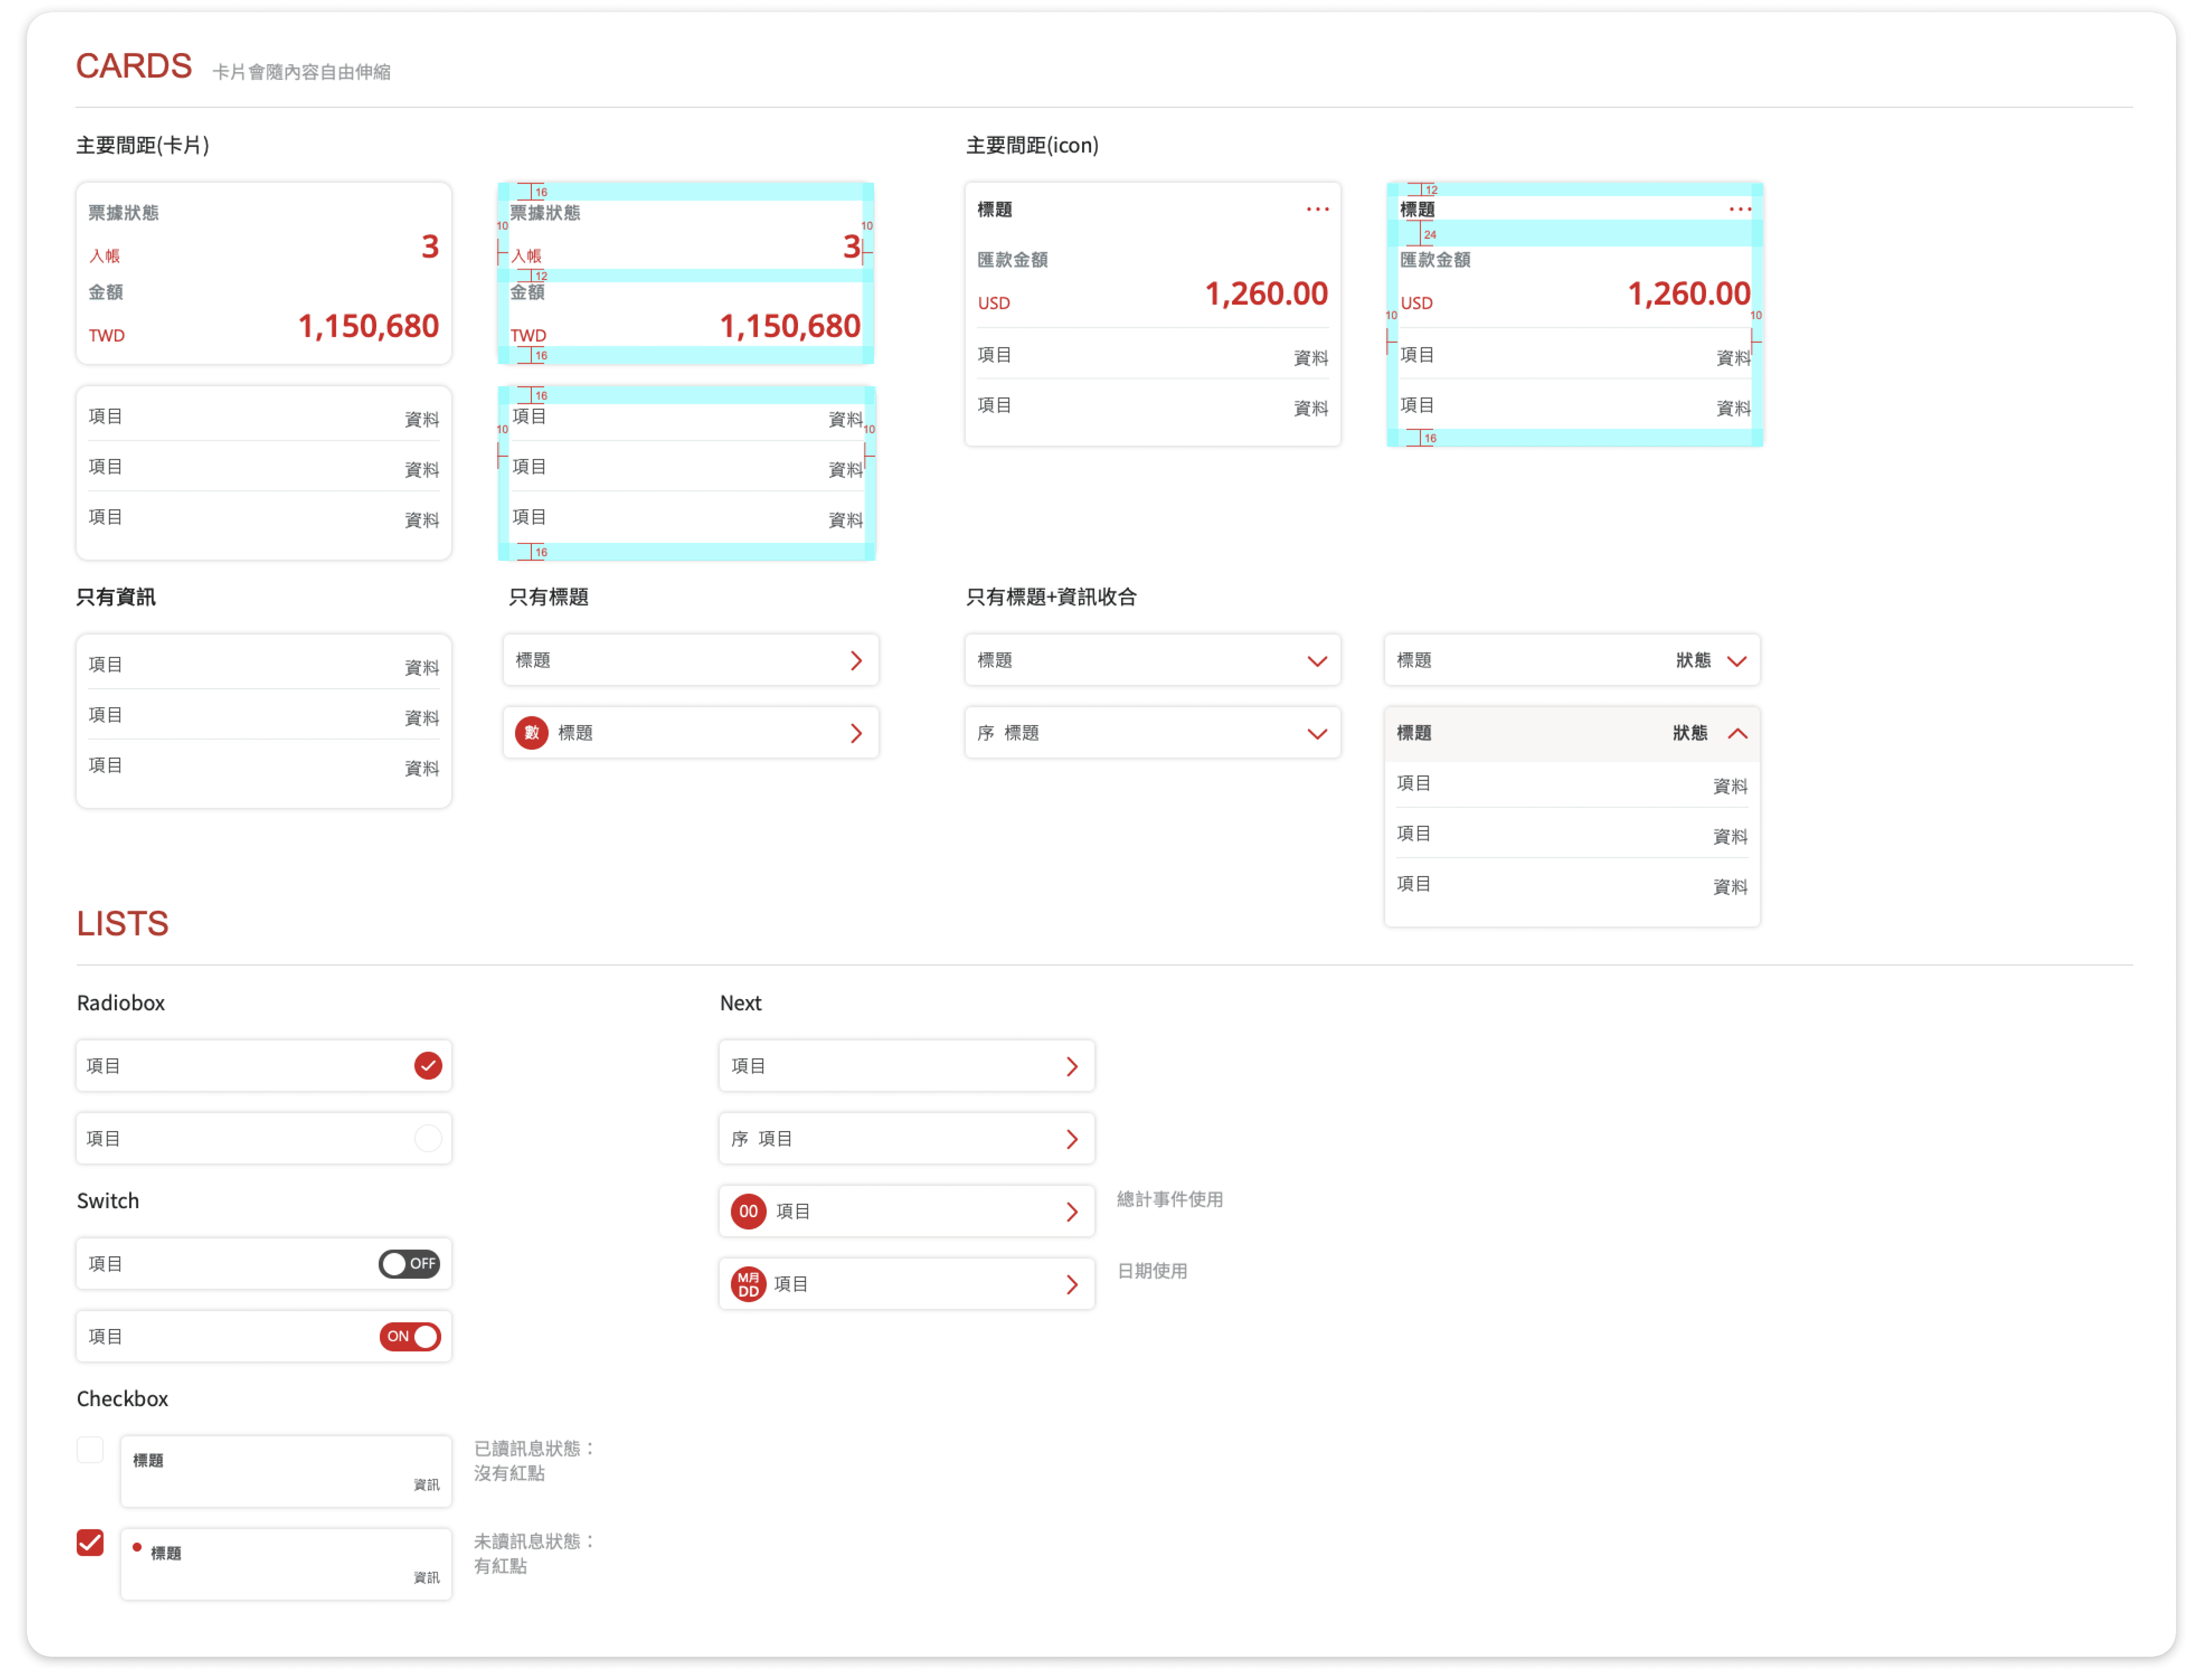 CARDS 卡片會隨內容自由伸縮
主要間距(卡片)
票據狀態
入帳 3
金額
TWD 1,150,680
16
票據狀態
10 10
入帳 3
12
金額
TWD 1,150,680
16
項目 資料
項目 資料
項目 資料
16
項目 資料
10 10
項目 資料
項目 資料
16
主要間距(icon)
標題 ...
匯款金額
USD 1,260.00
項目 資料
項目 資料
12
標題 ...
24
匯款金額
USD 1,260.00
10 10
項目 資料
項目 資料
16
只有資訊
項目 資料
項目 資料
項目 資料
只有標題
標題
數 標題
只有標題+資訊收合
標題
序 標題
標題 狀態
標題 狀態
項目 資料
項目 資料
項目 資料
LISTS
Radiobox
項目
項目
Switch
項目 OFF
項目 ON
Checkbox
標題
資訊
已讀訊息狀態：
沒有紅點
標題
資訊
未讀訊息狀態：
有紅點
Next
項目
序 項目
00 項目
總計事件使用
M月
DD
項目
日期使用